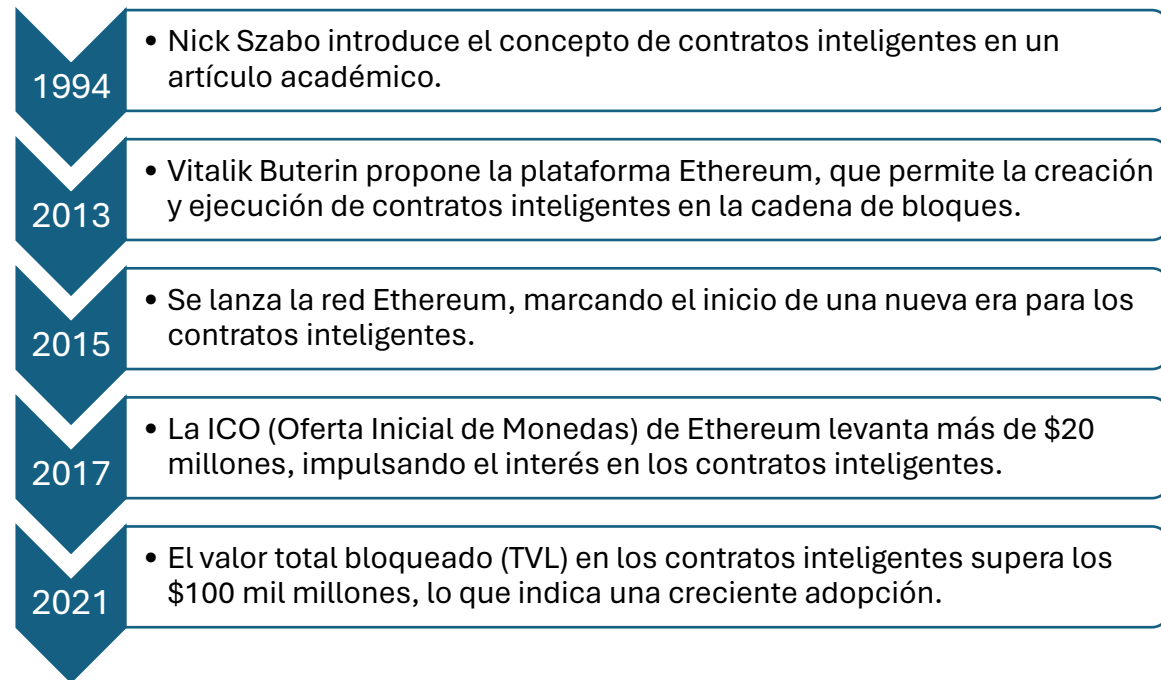 1994
• Nick Szabo introduce el concepto de contratos inteligentes en un
artículo académico.
2013
• Vitalik Buterin propone la plataforma Ethereum, que permite la creación
y ejecución de contratos inteligentes en la cadena de bloques.
2015
• Se lanza la red Ethereum, marcando el inicio de una nueva era para los
contratos inteligentes.
2017
• La ICO (Oferta Inicial de Monedas) de Ethereum levanta más de $20
millones, impulsando el interés en los contratos inteligentes.
2021
• El valor total bloqueado (TVL) en los contratos inteligentes supera los
$100 mil millones, lo que indica una creciente adopción.